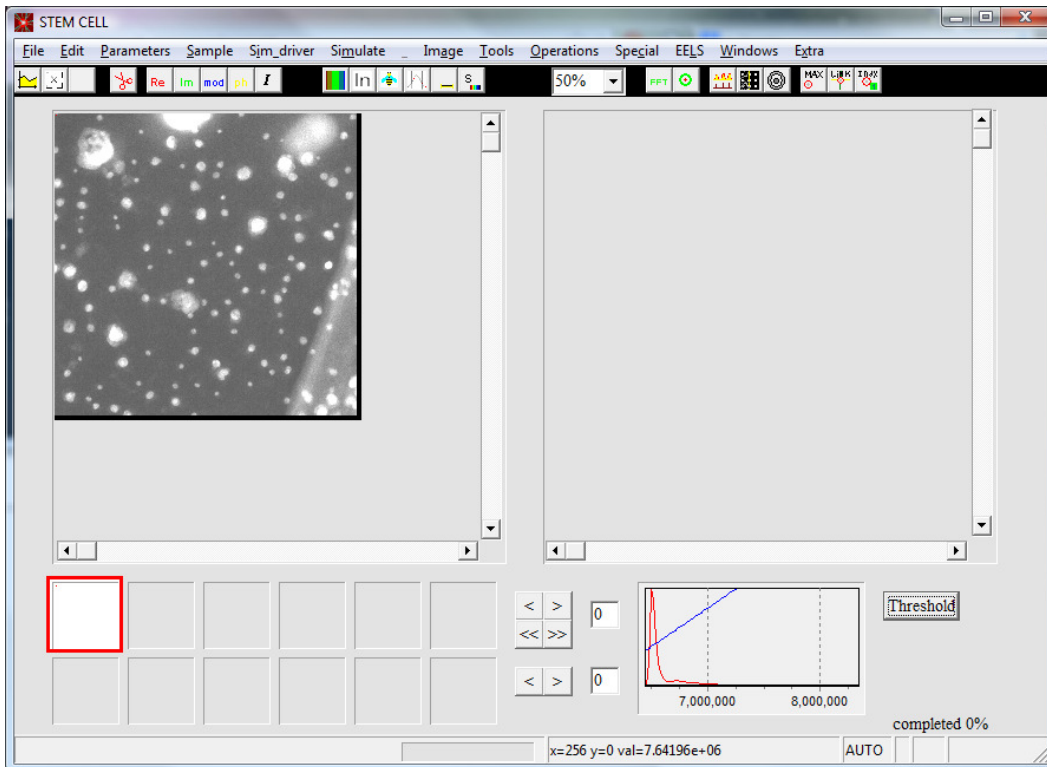 STEM CELL
File Edit Parameters Sample Sim_driver Simulate _ Image Tools Operations Special EELS Windows Extra
Re Im mod ph I In S 50% FFT MAX Link
< > 0
<< >>
< > 0
Threshold
7,000,000 8,000,000
completed 0%
x=256 y=0 val=7.64196e+06 AUTO